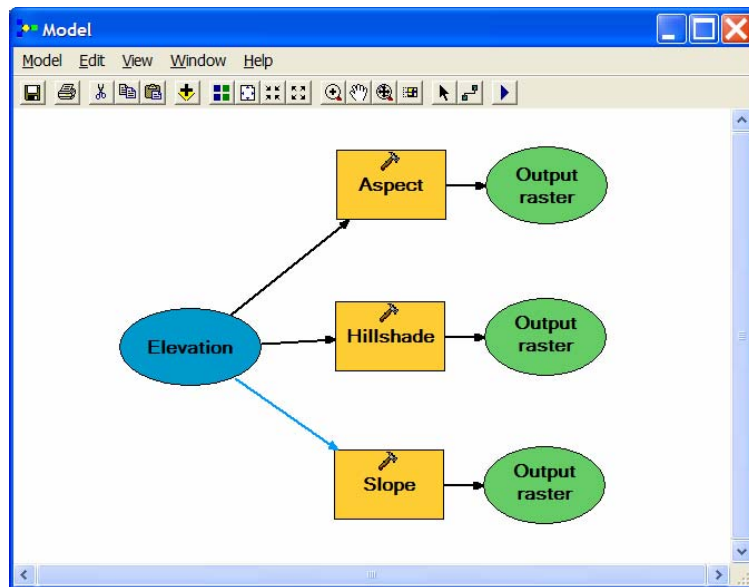 Model
Model Edit View Window Help
Aspect
Output
raster
Elevation
Hillshade
Output
raster
Slope
Output
raster